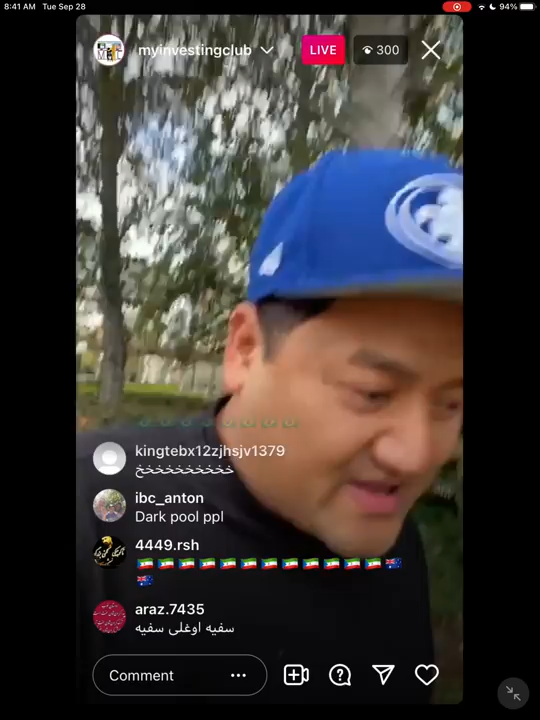 8:41 AM Tue Sep 28
94%
myinvestingclub
LIVE
300
kingtebx12zjhsjv1379
خخخخخخخخخخ
ibc_anton
Dark pool ppl
4449.rsh
araz.7435
سفیه اوغلی سفیه
Comment